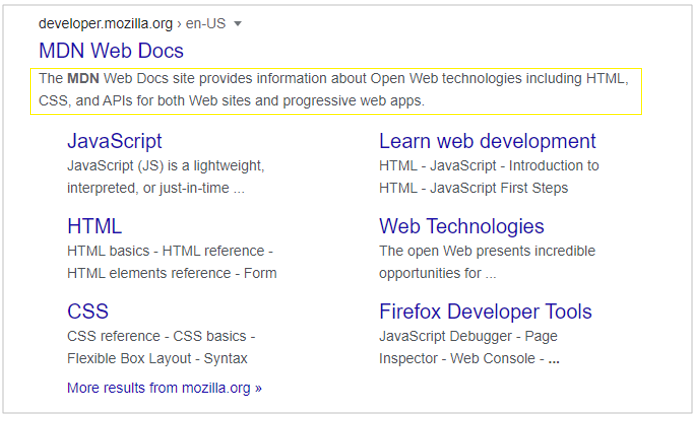 developer.mozilla.org › en-US
MDN Web Docs
The MDN Web Docs site provides information about Open Web technologies including HTML,
CSS, and APIs for both Web sites and progressive web apps.
JavaScript
JavaScript (JS) is a lightweight,
interpreted, or just-in-time ...
Learn web development
HTML - JavaScript - Introduction to
HTML - JavaScript First Steps
HTML
HTML basics - HTML reference -
HTML elements reference - Form
Web Technologies
The open Web presents incredible
opportunities for ...
CSS
CSS reference - CSS basics -
Flexible Box Layout - Syntax
Firefox Developer Tools
JavaScript Debugger - Page
Inspector - Web Console - ...
More results from mozilla.org »